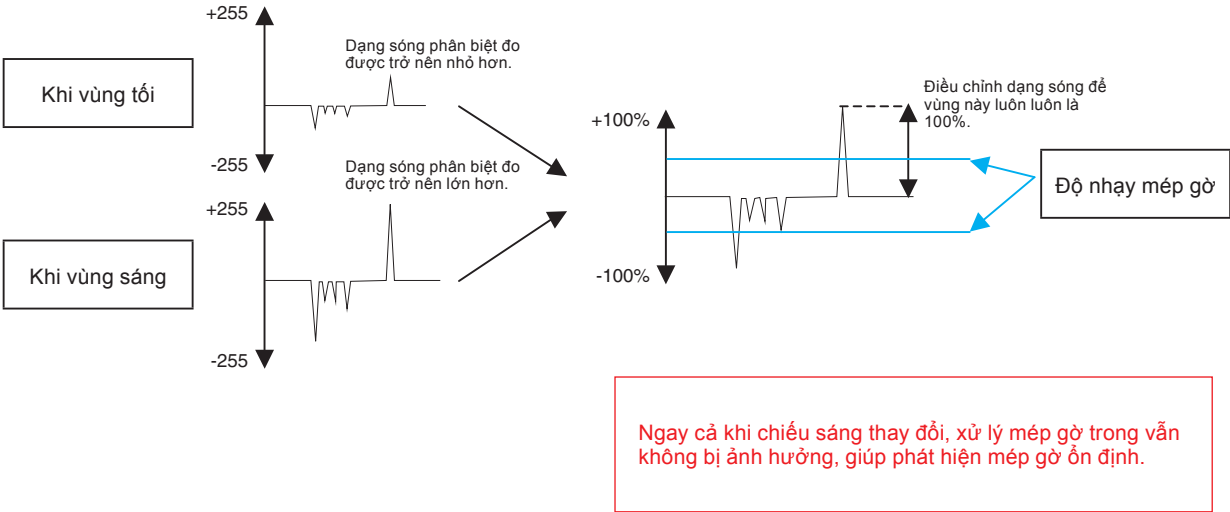 +255
Khi vùng tối
Dạng sóng phân biệt đo
được trở nên nhỏ hơn.
-255
+255
Khi vùng sáng
Dạng sóng phân biệt đo
được trở nên lớn hơn.
-255
+100%
-100%
Điều chỉnh dạng sóng để
vùng này luôn luôn là
100%.
Độ nhạy mép gờ
Ngay cả khi chiếu sáng thay đổi, xử lý mép gờ trong vẫn
không bị ảnh hưởng, giúp phát hiện mép gờ ổn định.